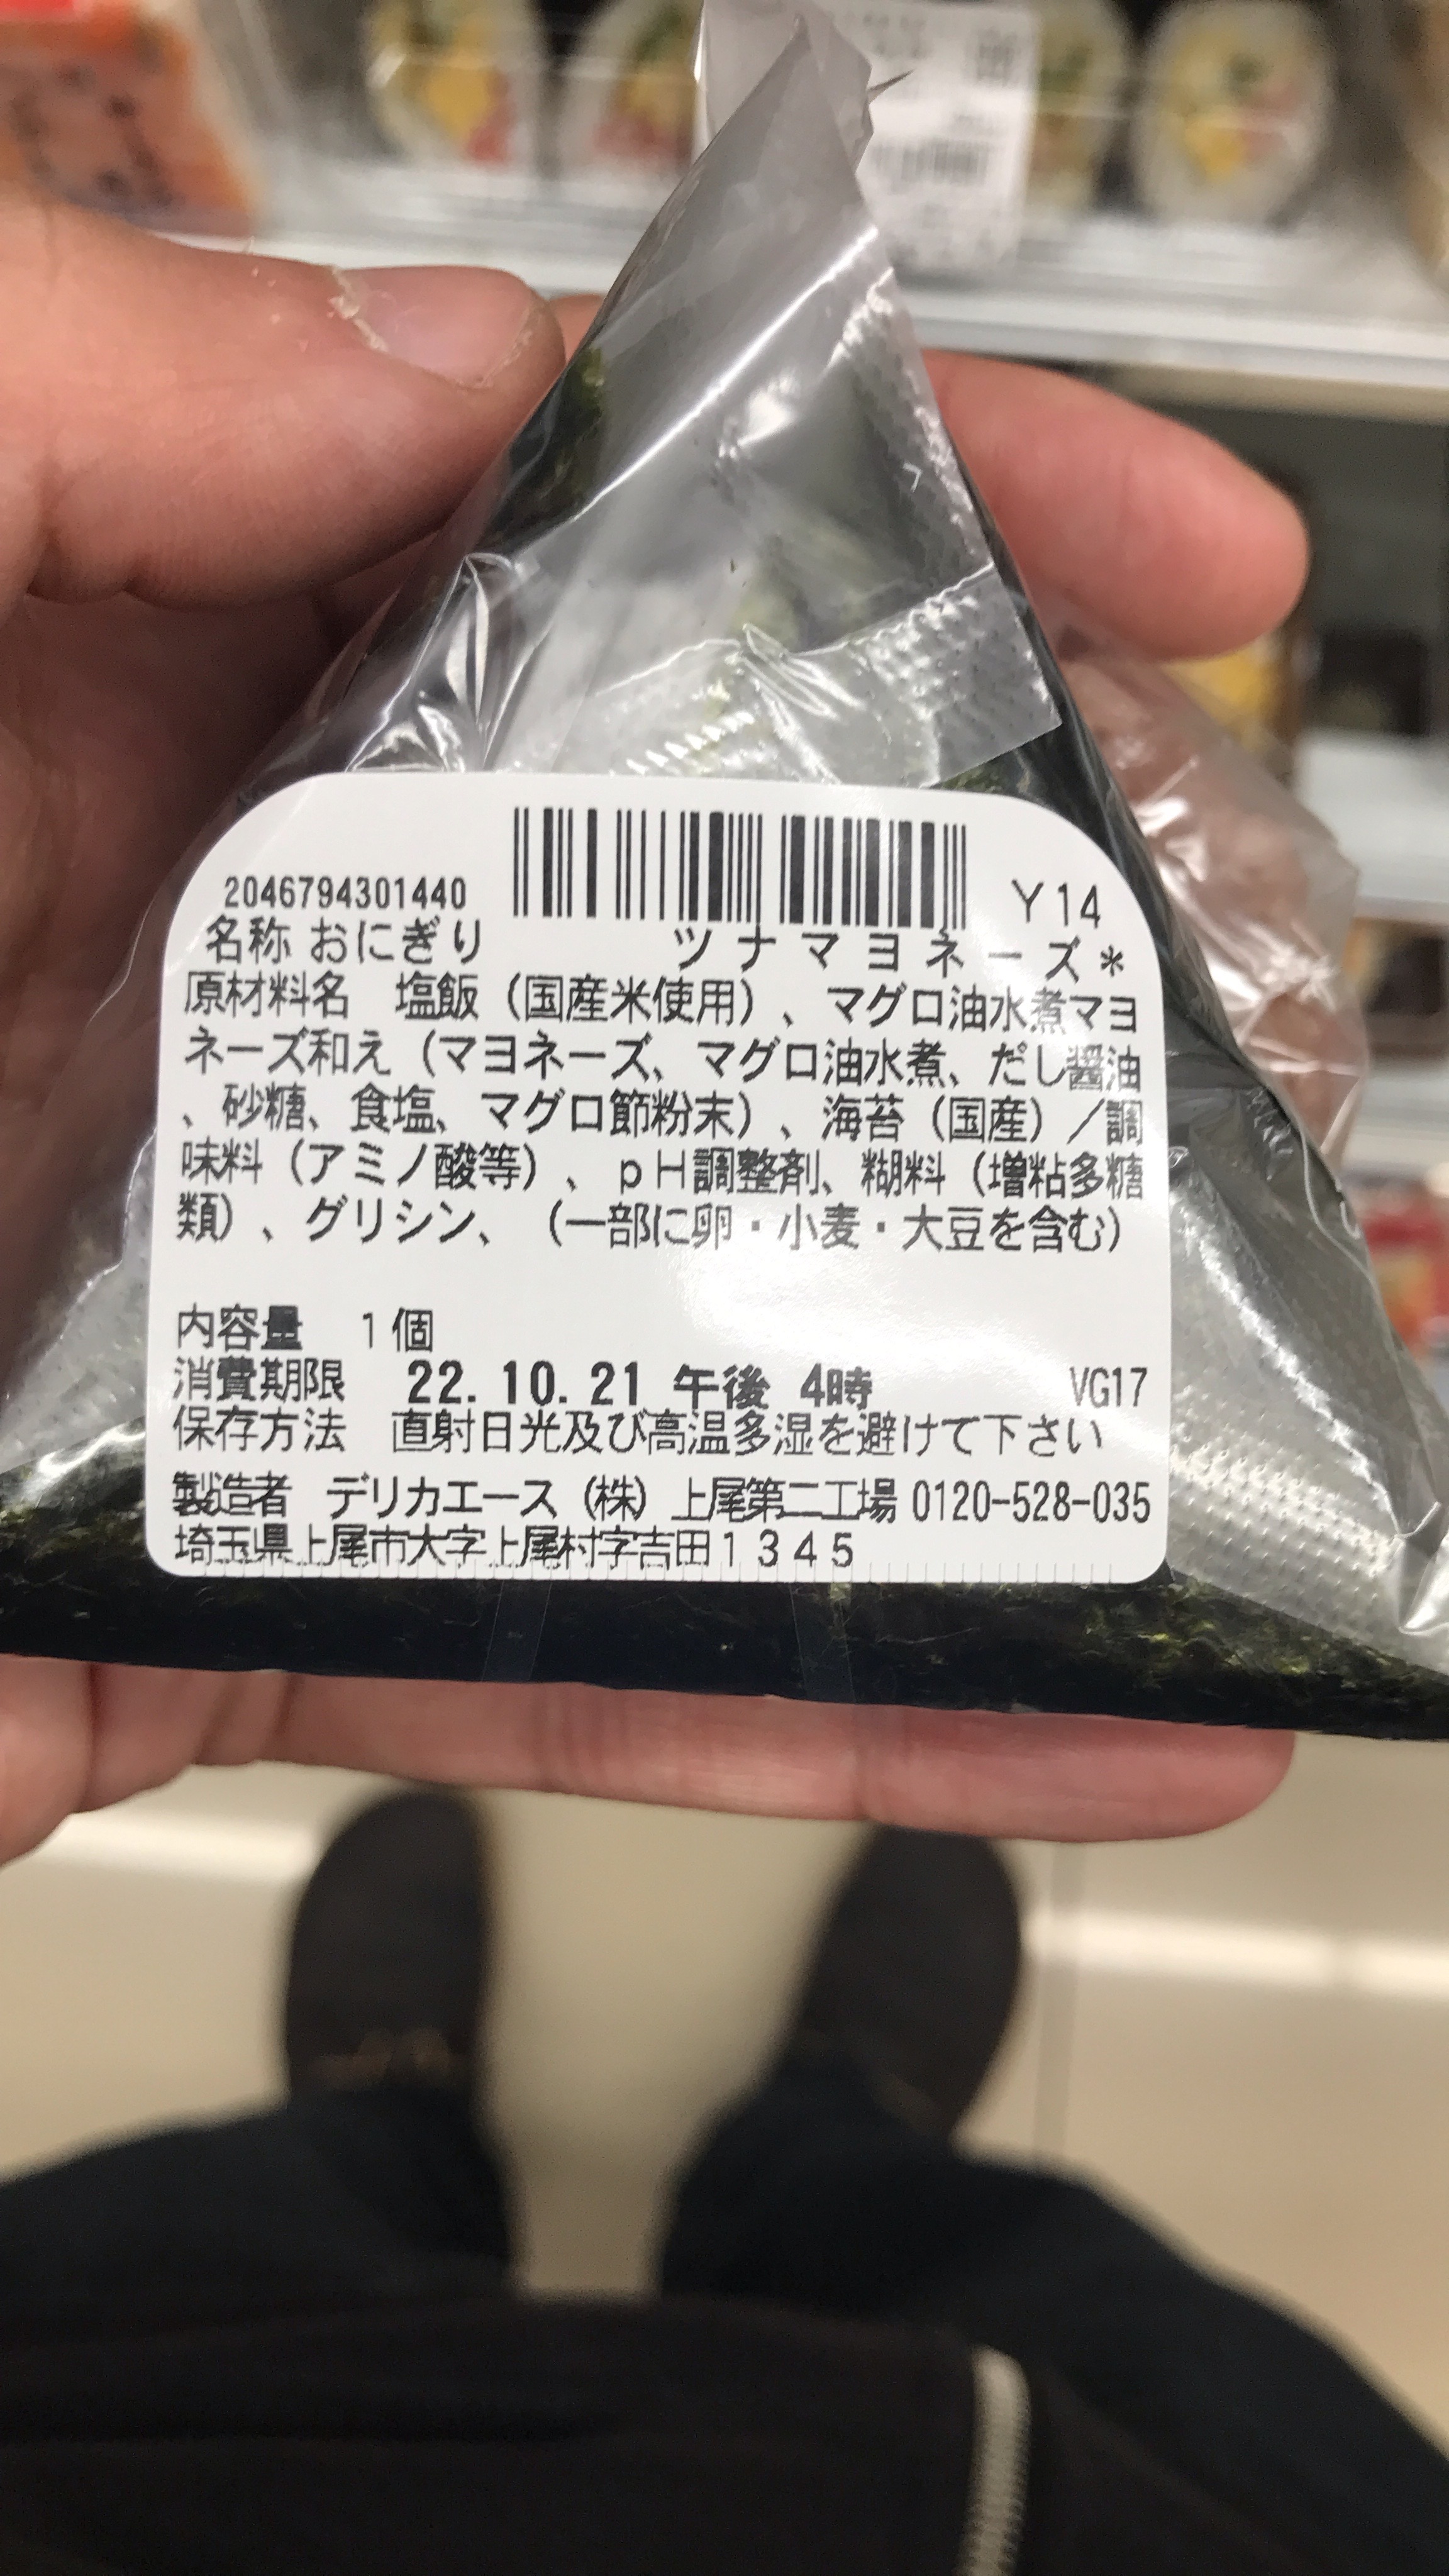 2046794301440
Y14
名称 おにぎり ツナマヨネーズ*
原材料名 塩飯（国産米使用）、マグロ油水煮マヨ
ネーズ和え（マヨネーズ、マグロ油水煮、だし醤油
、砂糖、食塩、マグロ節粉末）、海苔（国産）／調
味料（アミノ酸等）、pH調整剤、糊料（増粘多糖
類）、グリシン、（一部に卵・小麦・大豆を含む）
内容量 1個
消費期限 22.10.21 午後 4時 VG17
保存方法 直射日光及び高温多湿を避けて下さい
製造者 デリカエース（株）上尾第二工場 0120-528-035
埼玉県上尾市大字上尾村字吉田1345